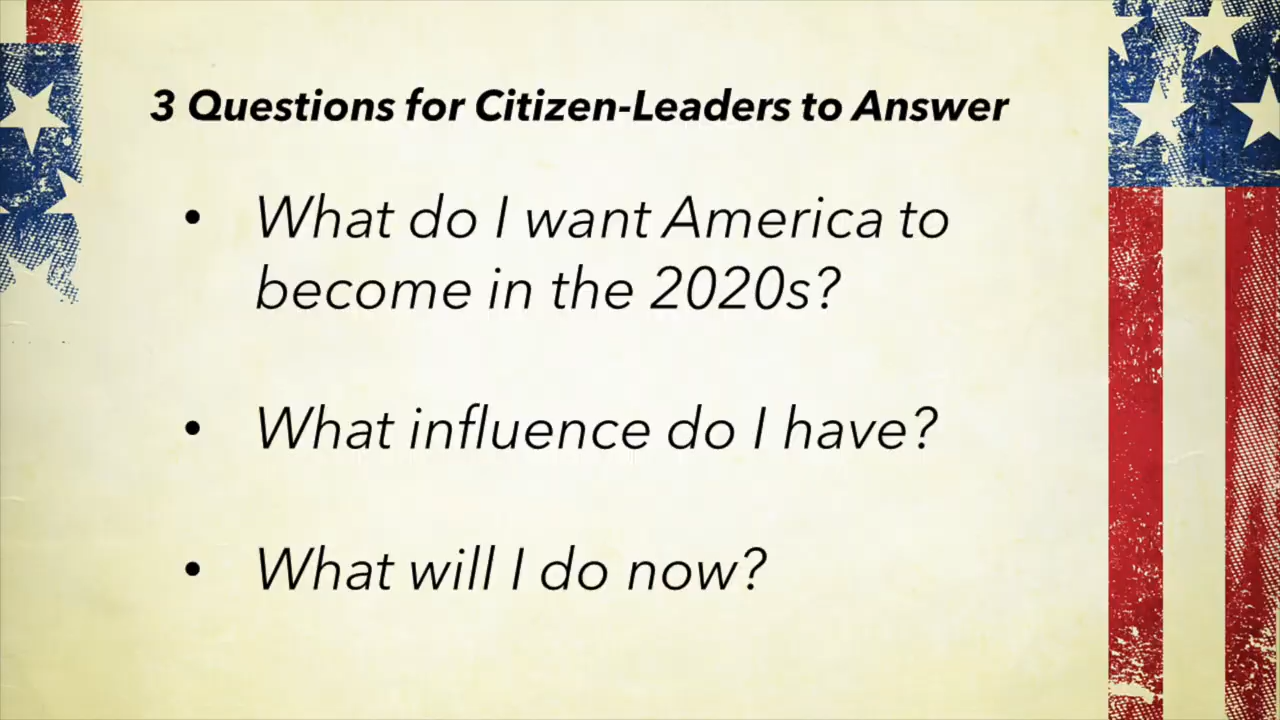 3 Questions for Citizen-Leaders to Answer
• What do I want America to
become in the 2020s?
• What influence do I have?
• What will I do now?